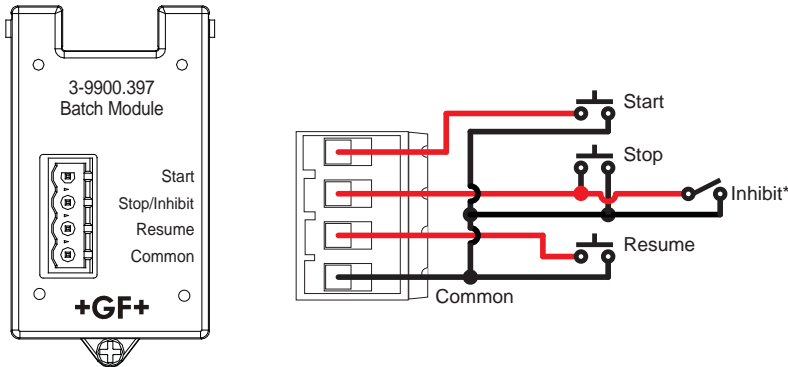 3-9900.397
Batch Module
Start
Stop/Inhibit
Resume
Common
+GF+
Start
Stop
Inhibit*
Resume
Common